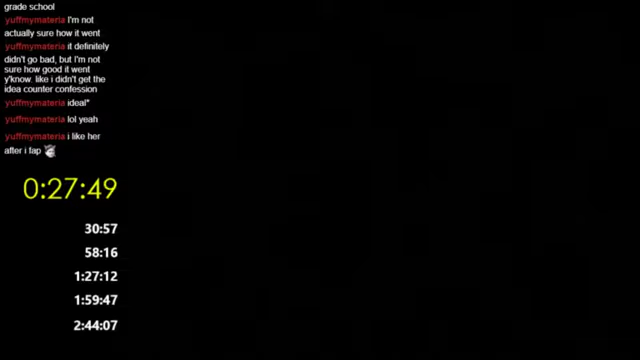 grade school
yuffmymateria I'm not
actually sure how it went
yuffmymateria it definitely
didn't go bad, but I'm not
sure how good it went
y'know. like i didn't get the
idea counter confession
yuffmymateria ideal*
yuffmymateria lol yeah
yuffmymateria i like her
after i fap
0:27:49
30:57
58:16
1:27:12
1:59:47
2:44:07